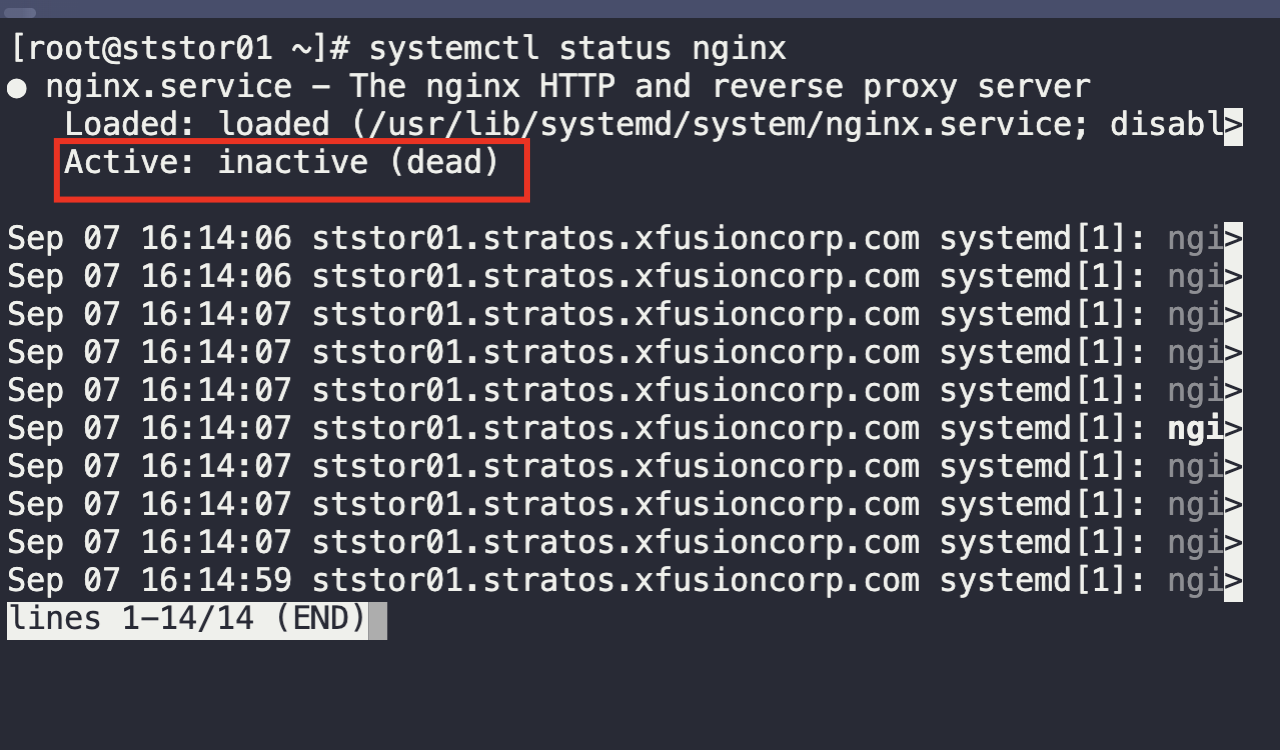 [root@ststor01 ~]# systemctl status nginx
● nginx.service – The nginx HTTP and reverse proxy server
Loaded: loaded (/usr/lib/systemd/system/nginx.service; disabl>
Active: inactive (dead)
Sep 07 16:14:06 ststor01.stratos.xfusioncorp.com systemd[1]: ngi>
Sep 07 16:14:06 ststor01.stratos.xfusioncorp.com systemd[1]: ngi>
Sep 07 16:14:07 ststor01.stratos.xfusioncorp.com systemd[1]: ngi>
Sep 07 16:14:07 ststor01.stratos.xfusioncorp.com systemd[1]: ngi>
Sep 07 16:14:07 ststor01.stratos.xfusioncorp.com systemd[1]: ngi>
Sep 07 16:14:07 ststor01.stratos.xfusioncorp.com systemd[1]: ngi>
Sep 07 16:14:07 ststor01.stratos.xfusioncorp.com systemd[1]: ngi>
Sep 07 16:14:07 ststor01.stratos.xfusioncorp.com systemd[1]: ngi>
Sep 07 16:14:07 ststor01.stratos.xfusioncorp.com systemd[1]: ngi>
Sep 07 16:14:59 ststor01.stratos.xfusioncorp.com systemd[1]: ngi>
lines 1–14/14 (END)